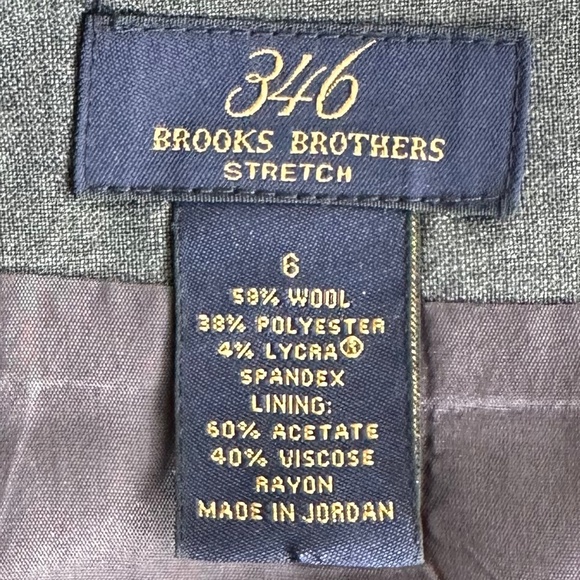 346
BROOKS BROTHERS
STRETCH
6
58% WOOL
38% POLYESTER
4% LYCRA®
SPANDEX
LINING:
60% ACETATE
40% VISCOSE
RAYON
MADE IN JORDAN